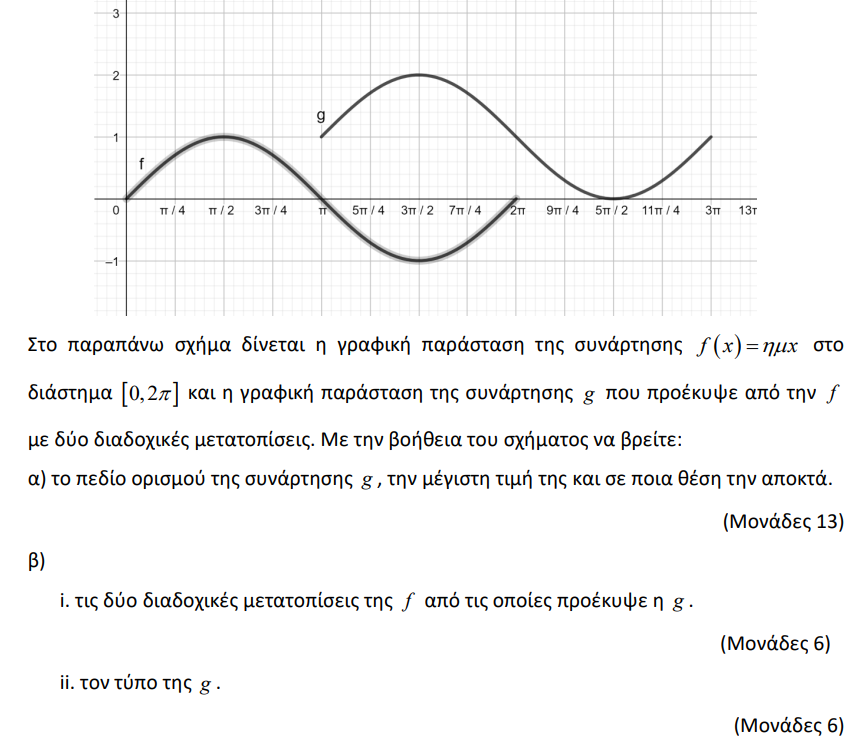 3
2
g
1
f
0 π / 4 π / 2 3π / 4 π 5π / 4 3π / 2 7π / 4 2π 9π / 4 5π / 2 11π / 4 3π 13π
–1
Στο παραπάνω σχήμα δίνεται η γραφική παράσταση της συνάρτησης f(x)=ημx στο
διάστημα [0,2π] και η γραφική παράσταση της συνάρτησης g που προέκυψε από την f
με δύο διαδοχικές μετατοπίσεις. Με την βοήθεια του σχήματος να βρείτε:
α) το πεδίο ορισμού της συνάρτησης g, την μέγιστη τιμή της και σε ποια θέση την αποκτά.
(Μονάδες 13)
β)
i. τις δύο διαδοχικές μετατοπίσεις της f από τις οποίες προέκυψε η g.
(Μονάδες 6)
ii. τον τύπο της g.
(Μονάδες 6)